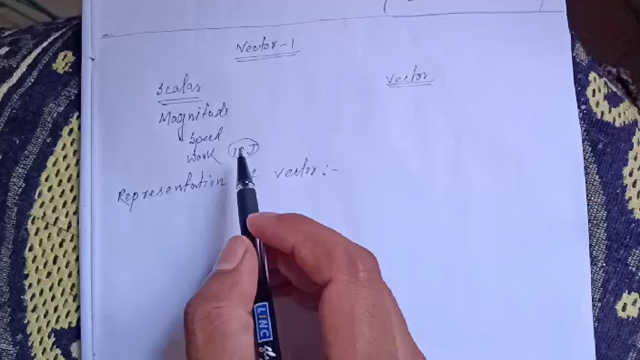 Vector-1
Scalar
vector
Magnitude
Speed
work 10 J
Representation of vector:-
LINC